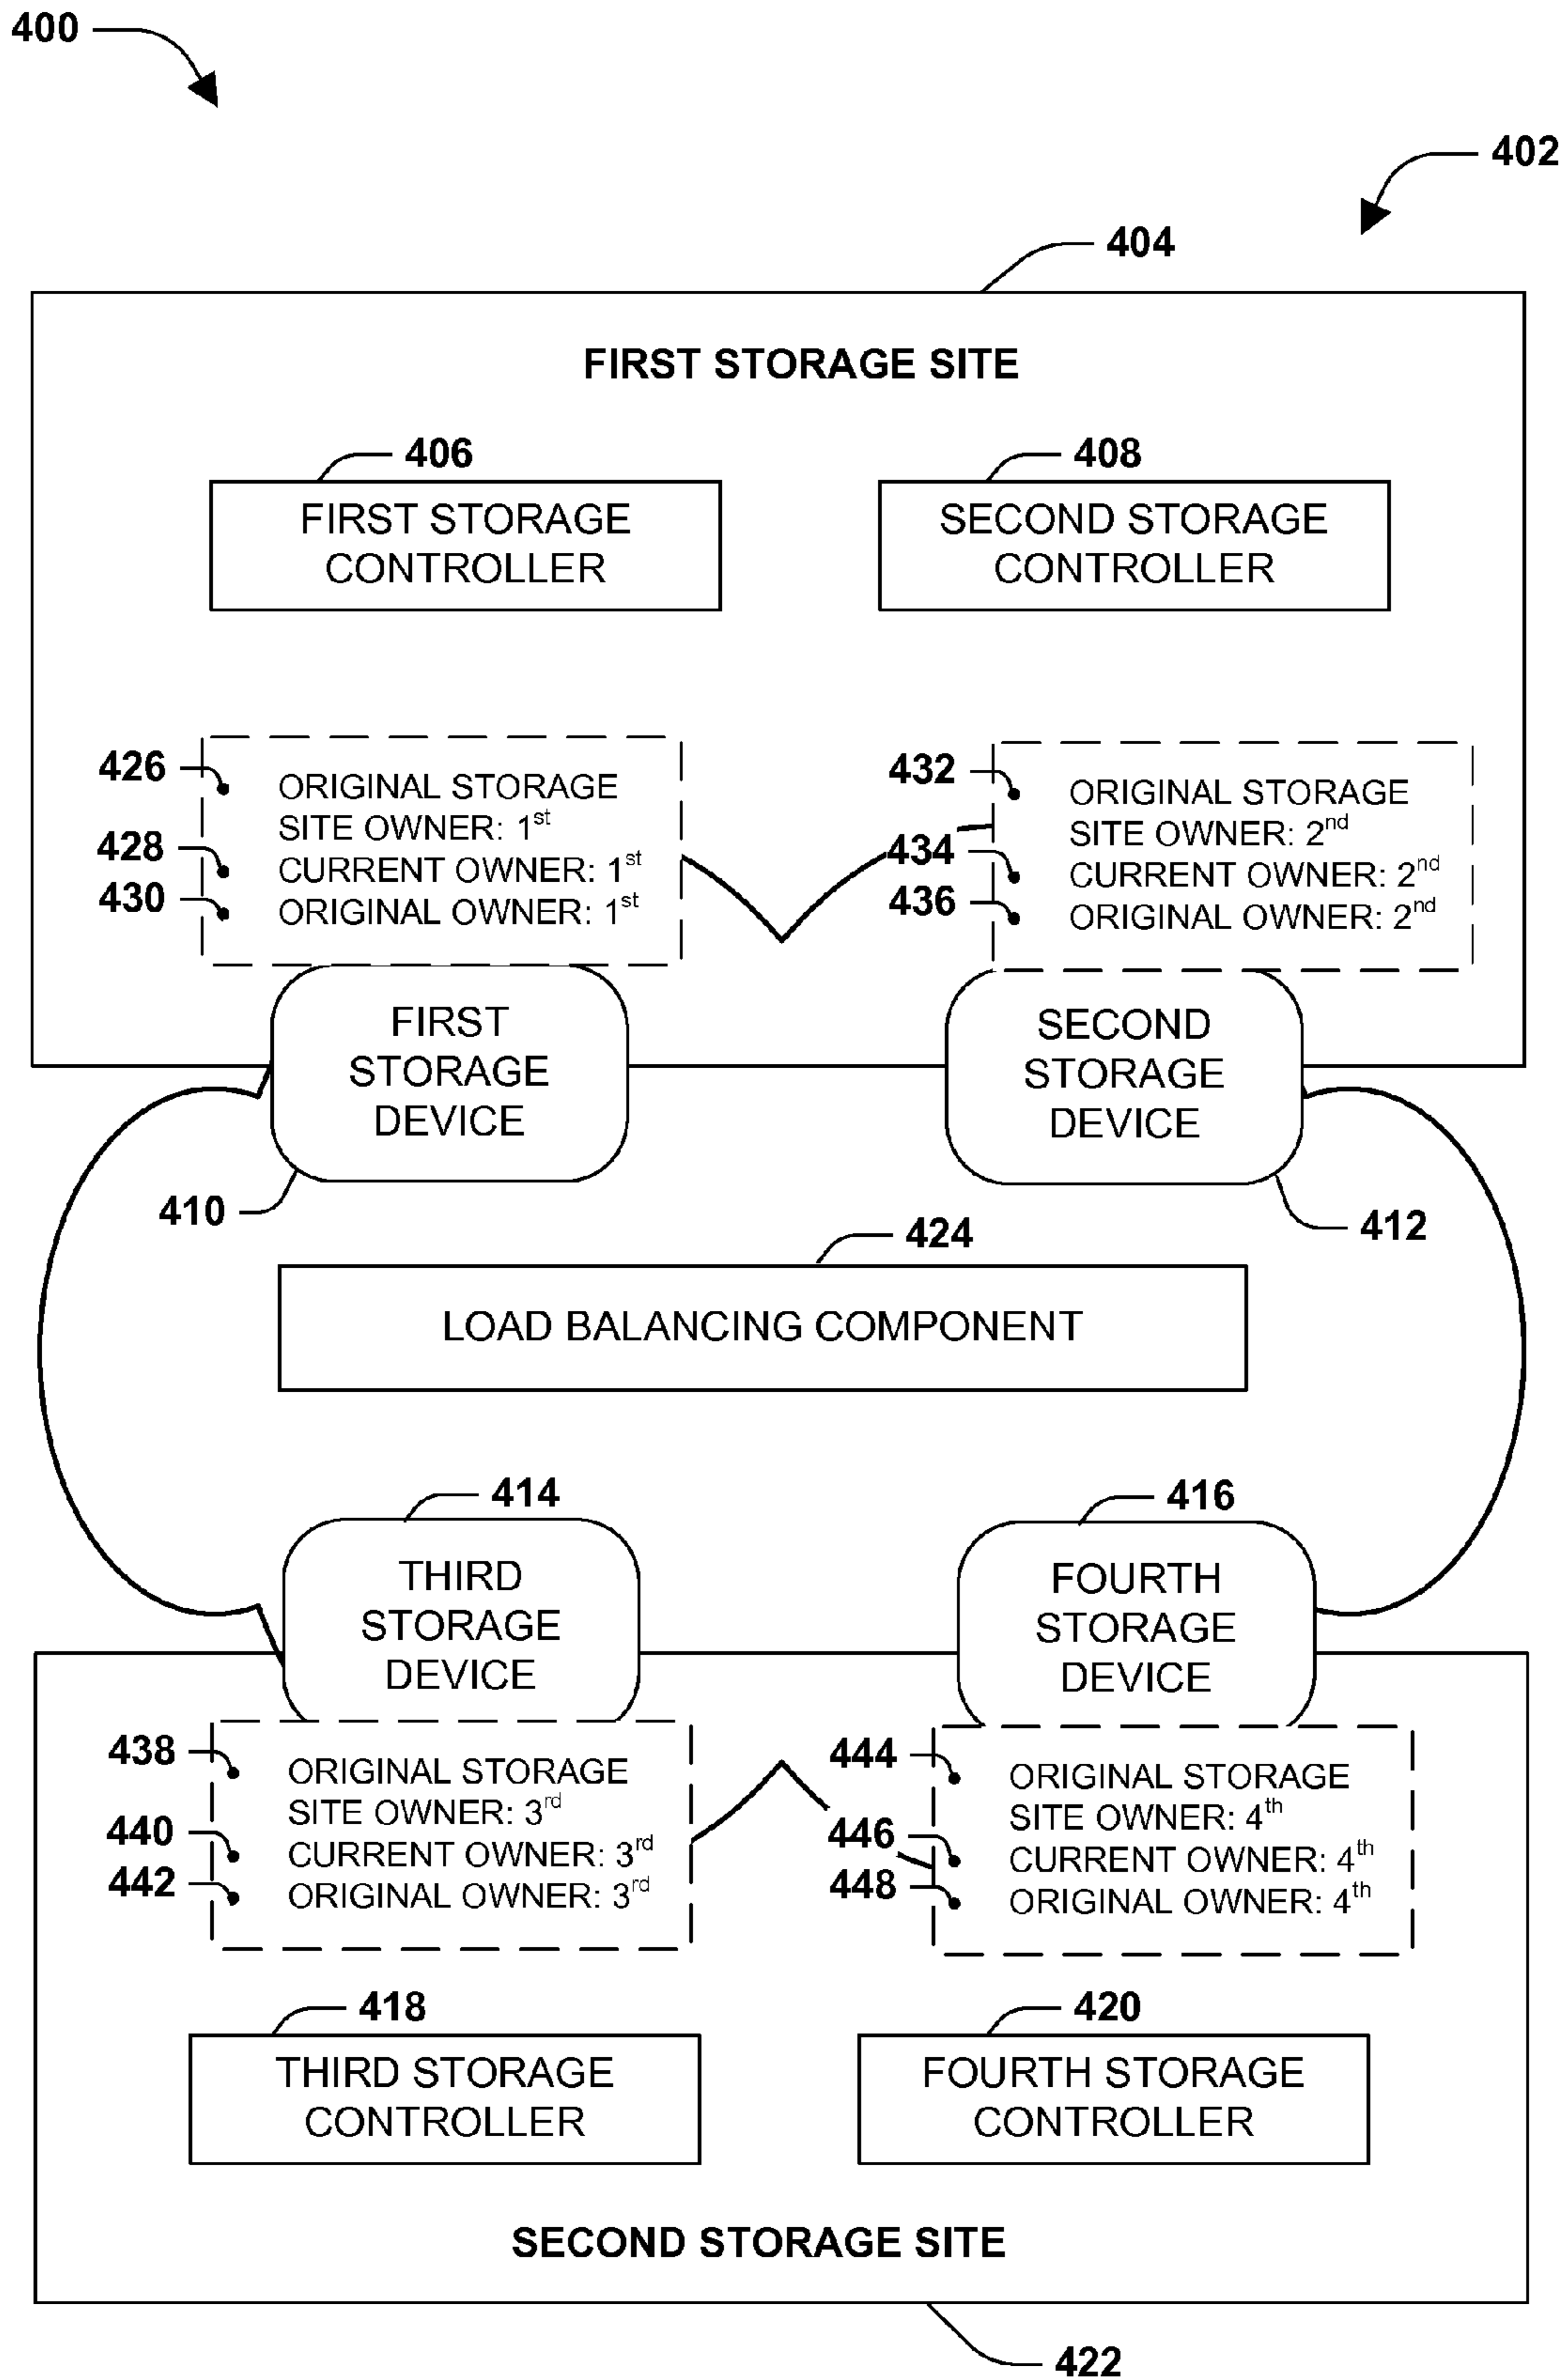 400
402
404
FIRST STORAGE SITE
406
408
FIRST STORAGE
CONTROLLER
SECOND STORAGE
CONTROLLER
426
ORIGINAL STORAGE
SITE OWNER: 1st
428
CURRENT OWNER: 1st
430
ORIGINAL OWNER: 1st
432
ORIGINAL STORAGE
SITE OWNER: 2nd
434
CURRENT OWNER: 2nd
436
ORIGINAL OWNER: 2nd
FIRST
STORAGE
DEVICE
SECOND
STORAGE
DEVICE
410
412
424
LOAD BALANCING COMPONENT
414
416
THIRD
STORAGE
DEVICE
FOURTH
STORAGE
DEVICE
438
ORIGINAL STORAGE
SITE OWNER: 3rd
440
CURRENT OWNER: 3rd
442
ORIGINAL OWNER: 3rd
444
ORIGINAL STORAGE
SITE OWNER: 4th
446
CURRENT OWNER: 4th
448
ORIGINAL OWNER: 4th
418
420
THIRD STORAGE
CONTROLLER
FOURTH STORAGE
CONTROLLER
SECOND STORAGE SITE
422